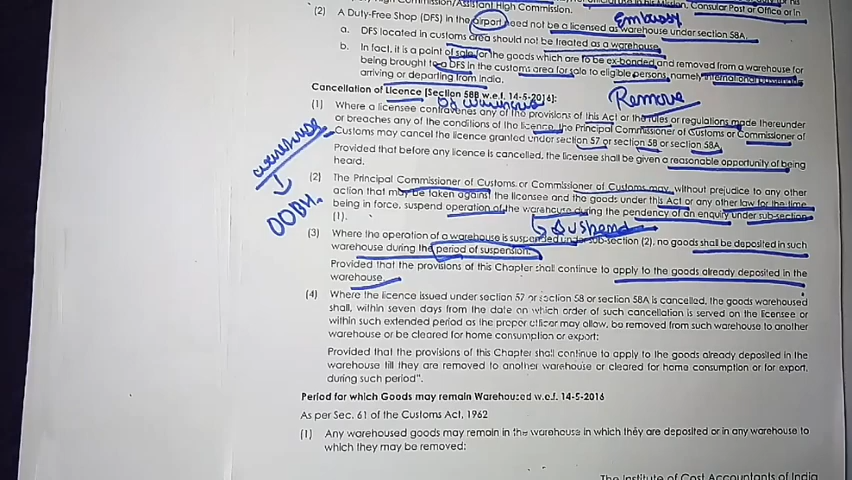 High Commission/Assistant High Commission.
Consular Post or Office or in
(2) A Duty-Free Shop (DFS) in the airport need not be a licensed as warehouse under section 58A.
Embassy
a. DFS located in customs area should not be treated as a warehouse.
b. In fact, it is a point of sale for the goods which are to be ex-bonded and removed from a warehouse for
being brought to a DFS in the customs area for sale to eligible persons, namely international passengers
arriving or departing from India.
Cancellation of Licence [Section 58B w.e.f. 14-5-2016]:
of warehouse
Remove
(1) Where a licensee contravenes any of the provisions of this Act or the rules or regulations made thereunder
or breaches any of the conditions of the licence, the Principal Commissioner of Customs or Commissioner of
Customs may cancel the licence granted under section 57 or section 58 or section 58A.
warehouse
Provided that before any licence is cancelled, the licensee shall be given a reasonable opportunity of being
heard.
(2) The Principal Commissioner of Customs or Commissioner of Customs may, without prejudice to any other
action that may be taken against the licensee and the goods under this Act or any other law for the time
being in force, suspend operation of the warehouse during the pendency of an enquiry under sub-section
(1).
Suspend
(3) Where the operation of a warehouse is suspended under sub-section (2), no goods shall be deposited in such
warehouse during the period of suspension.
Provided that the provisions of this Chapter shall continue to apply to the goods already deposited in the
warehouse.
(4) Where the licence issued under section 57 or section 58 or section 58A is cancelled, the goods warehoused
shall, within seven days from the date on which order of such cancellation is served on the licensee or
within such extended period as the proper officer may allow, be removed from such warehouse to another
warehouse or be cleared for home consumption or export:
Provided that the provisions of this Chapter shall continue to apply to the goods already deposited in the
warehouse till they are removed to another warehouse or cleared for home consumption or for export,
during such period".
Period for which Goods may remain Warehoused w.e.f. 14-5-2016
As per Sec. 61 of the Customs Act, 1962
(1) Any warehoused goods may remain in the warehouse in which they are deposited or in any warehouse to
which they may be removed:
The Institute of Cost Accountants of India